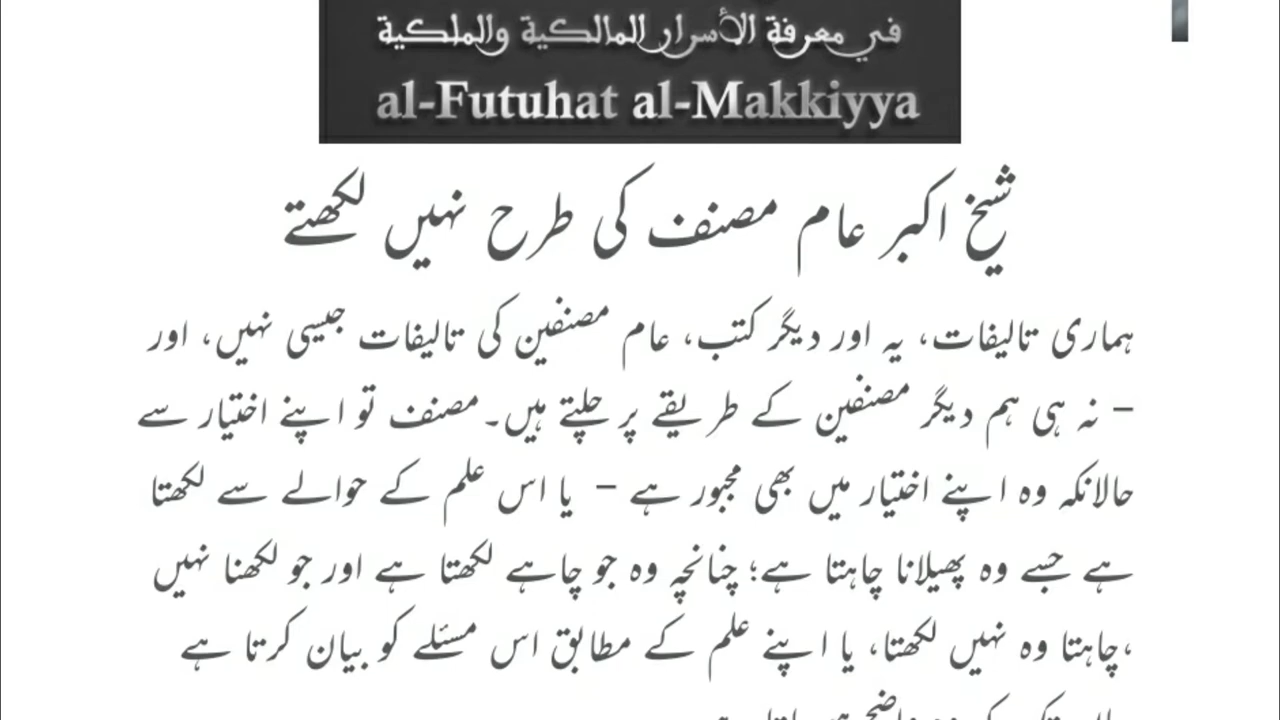 في معرفة الأسرار المالكية والملكية
al-Futuhat al-Makkiyya
شیخ اکبر عام مصنف کی طرح نہیں لکھتے
ہماری تالیفات، یہ اور دیگر کتب، عام مصنفین کی تالیفات جیسی نہیں، اور
– نہ ہی ہم دیگر مصنفین کے طریقے پر چلتے ہیں۔ مصنف تو اپنے اختیار سے
حالانکہ وہ اپنے اختیار میں بھی مجبور ہے – یا اس علم کے حوالے سے لکھتا
ہے جسے وہ پھیلانا چاہتا ہے؛ چنانچہ وہ جو چاہے لکھتا ہے اور جو لکھنا نہیں
،چاہتا وہ نہیں لکھتا، یا اپنے علم کے مطابق اس مسئلے کو بیان کرتا ہے